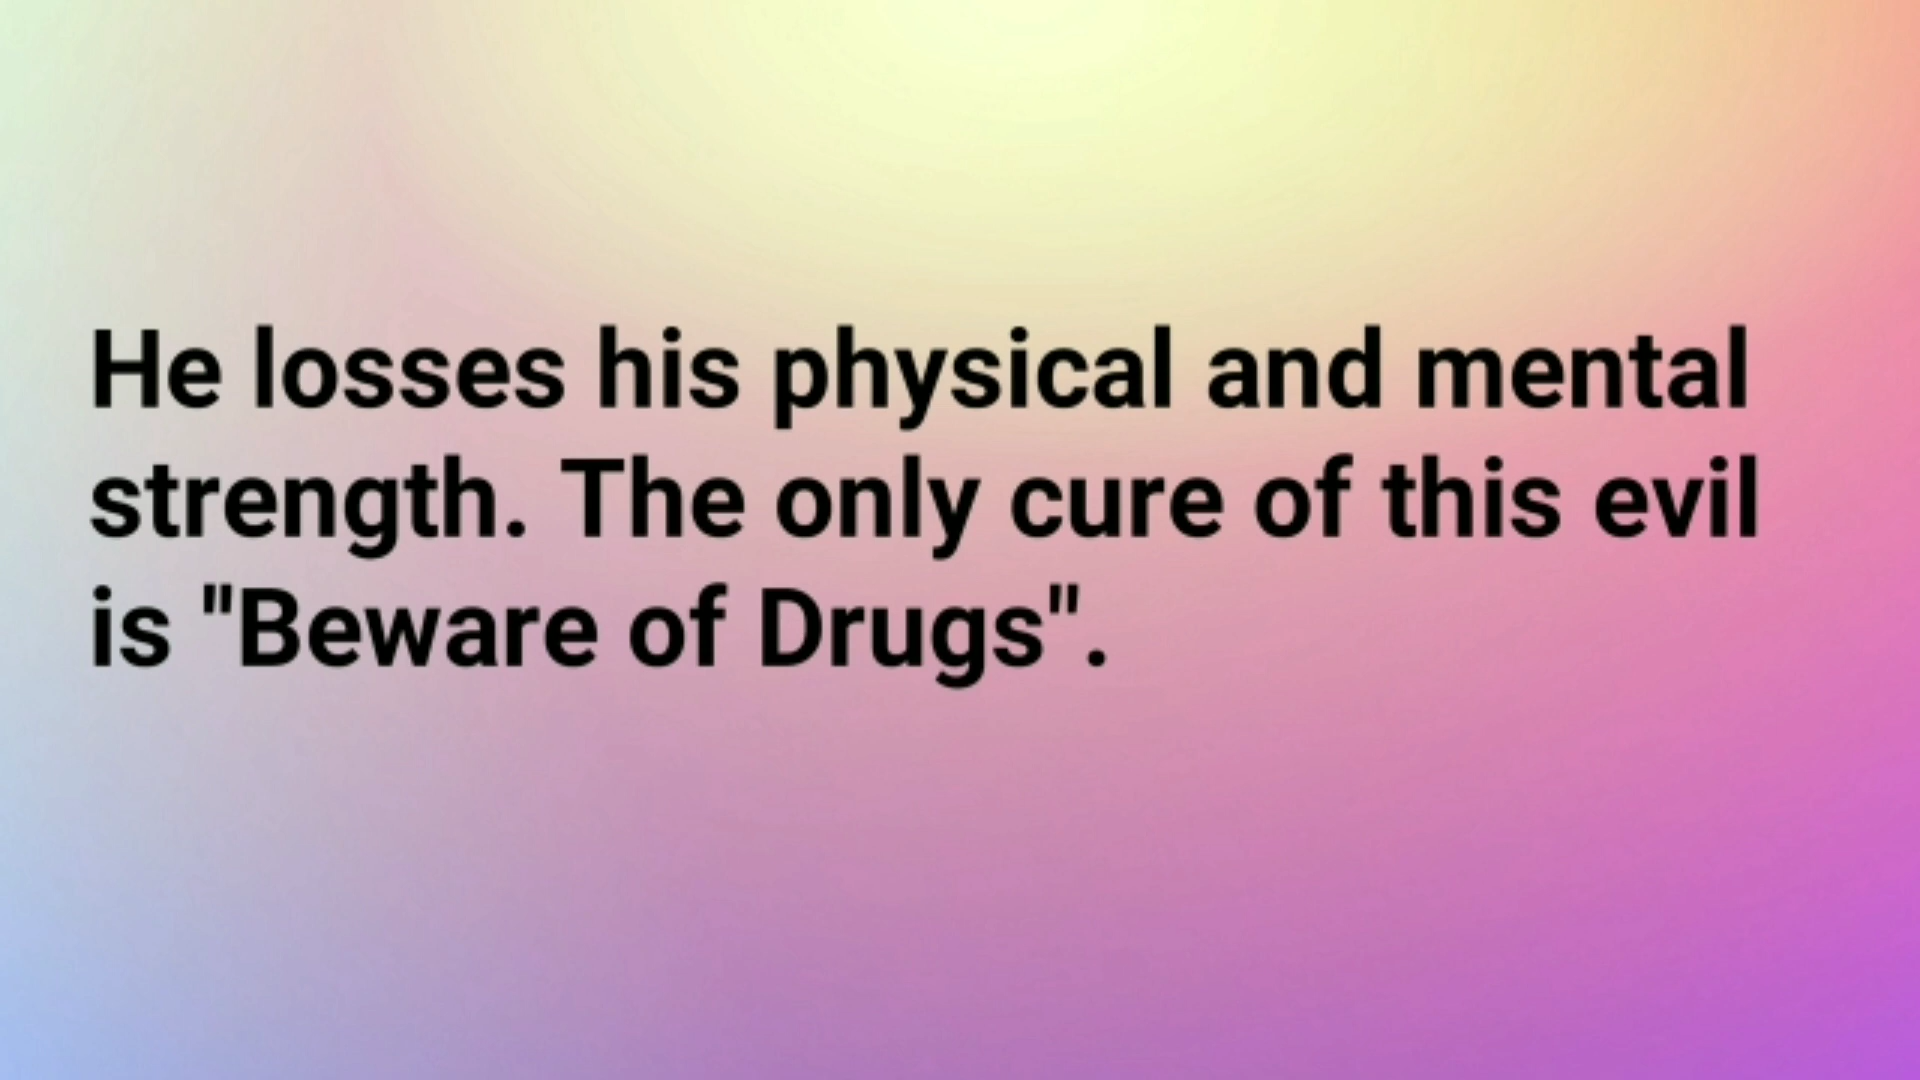 He losses his physical and mental
strength. The only cure of this evil
is "Beware of Drugs".